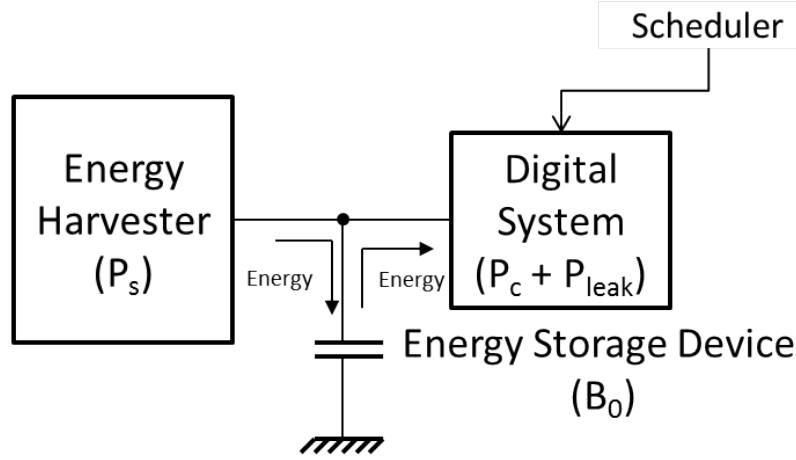 Scheduler
Energy
Harvester
(Ps)
Digital
System
(Pc + Pleak)
Energy
Energy
Energy Storage Device
(B0)